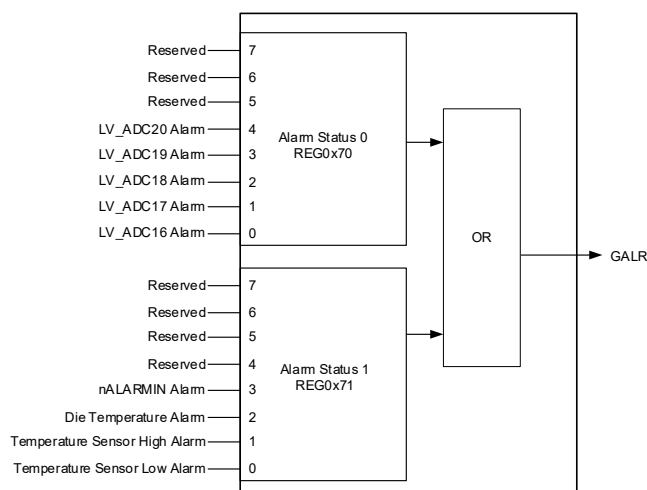 Reserved 7
Reserved 6
Reserved 5
LV_ADC20 Alarm 4
LV_ADC19 Alarm 3
LV_ADC18 Alarm 2
LV_ADC17 Alarm 1
LV_ADC16 Alarm 0
Alarm Status 0
REG0x70
Reserved 7
Reserved 6
Reserved 5
Reserved 4
nALARMIN Alarm 3
Die Temperature Alarm 2
Temperature Sensor High Alarm 1
Temperature Sensor Low Alarm 0
Alarm Status 1
REG0x71
OR
GALR